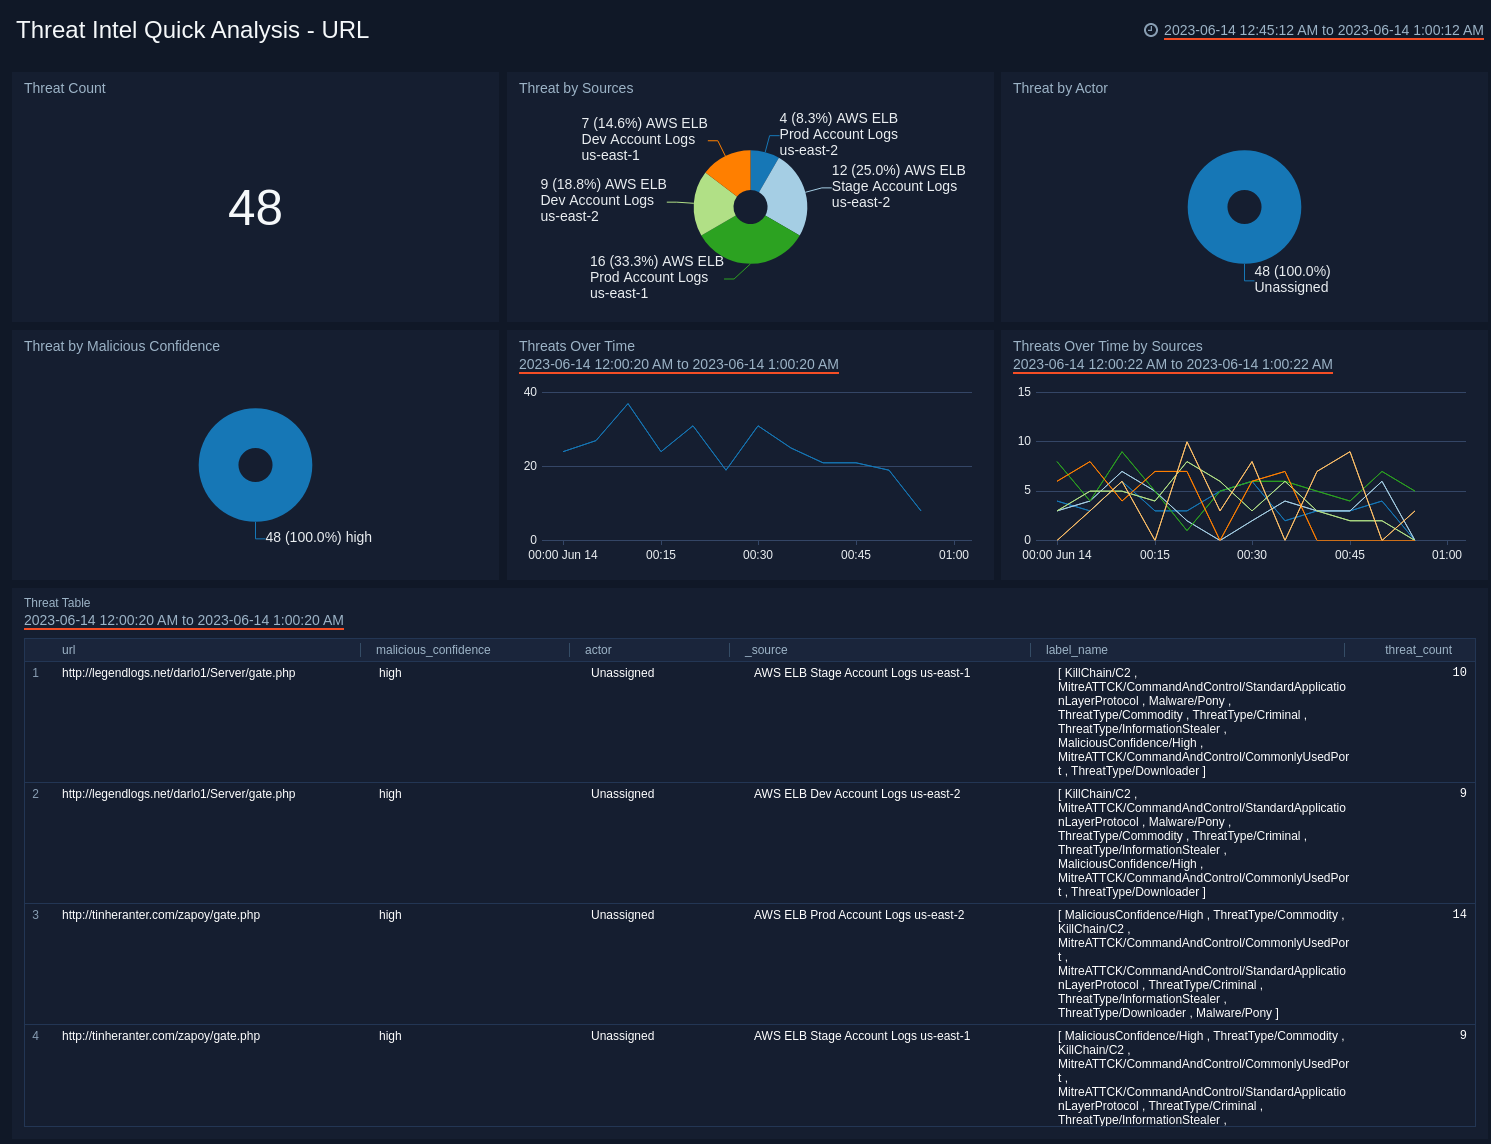 Threat Intel Quick Analysis - URL
2023-06-14 12:45:12 AM to 2023-06-14 1:00:12 AM
Threat Count
48
Threat by Sources
7 (14.6%) AWS ELB
Dev Account Logs
us-east-1
4 (8.3%) AWS ELB
Prod Account Logs
us-east-2
12 (25.0%) AWS ELB
Stage Account Logs
us-east-2
9 (18.8%) AWS ELB
Dev Account Logs
us-east-2
16 (33.3%) AWS ELB
Prod Account Logs
us-east-1
Threat by Actor
48 (100.0%)
Unassigned
Threat by Malicious Confidence
48 (100.0%) high
Threats Over Time
2023-06-14 12:00:20 AM to 2023-06-14 1:00:20 AM
40
20
0
00:00 Jun 14 00:15 00:30 00:45 01:00
Threats Over Time by Sources
2023-06-14 12:00:22 AM to 2023-06-14 1:00:22 AM
15
10
5
0
00:00 Jun 14 00:15 00:30 00:45 01:00
Threat Table
2023-06-14 12:00:20 AM to 2023-06-14 1:00:20 AM
url malicious_confidence actor _source label_name threat_count
1 http://legendlogs.net/darlo1/Server/gate.php high Unassigned AWS ELB Stage Account Logs us-east-1 [ KillChain/C2 , 10
MitreATTCK/CommandAndControl/StandardApplicatio
nLayerProtocol , Malware/Pony ,
ThreatType/Commodity , ThreatType/Criminal ,
ThreatType/InformationStealer ,
MaliciousConfidence/High ,
MitreATTCK/CommandAndControl/CommonlyUsedPor
t , ThreatType/Downloader ]
2 http://legendlogs.net/darlo1/Server/gate.php high Unassigned AWS ELB Dev Account Logs us-east-2 [ KillChain/C2 , 9
MitreATTCK/CommandAndControl/StandardApplicatio
nLayerProtocol , Malware/Pony ,
ThreatType/Commodity , ThreatType/Criminal ,
ThreatType/InformationStealer ,
MaliciousConfidence/High ,
MitreATTCK/CommandAndControl/CommonlyUsedPor
t , ThreatType/Downloader ]
3 http://tinheranter.com/zapoy/gate.php high Unassigned AWS ELB Prod Account Logs us-east-2 [ MaliciousConfidence/High , ThreatType/Commodity , 14
KillChain/C2 ,
MitreATTCK/CommandAndControl/CommonlyUsedPor
t ,
MitreATTCK/CommandAndControl/StandardApplicatio
nLayerProtocol , ThreatType/Criminal ,
ThreatType/InformationStealer ,
ThreatType/Downloader , Malware/Pony ]
4 http://tinheranter.com/zapoy/gate.php high Unassigned AWS ELB Stage Account Logs us-east-1 [ MaliciousConfidence/High , ThreatType/Commodity , 9
KillChain/C2 ,
MitreATTCK/CommandAndControl/CommonlyUsedPor
t ,
MitreATTCK/CommandAndControl/StandardApplicatio
nLayerProtocol , ThreatType/Criminal ,
ThreatType/InformationStealer ,